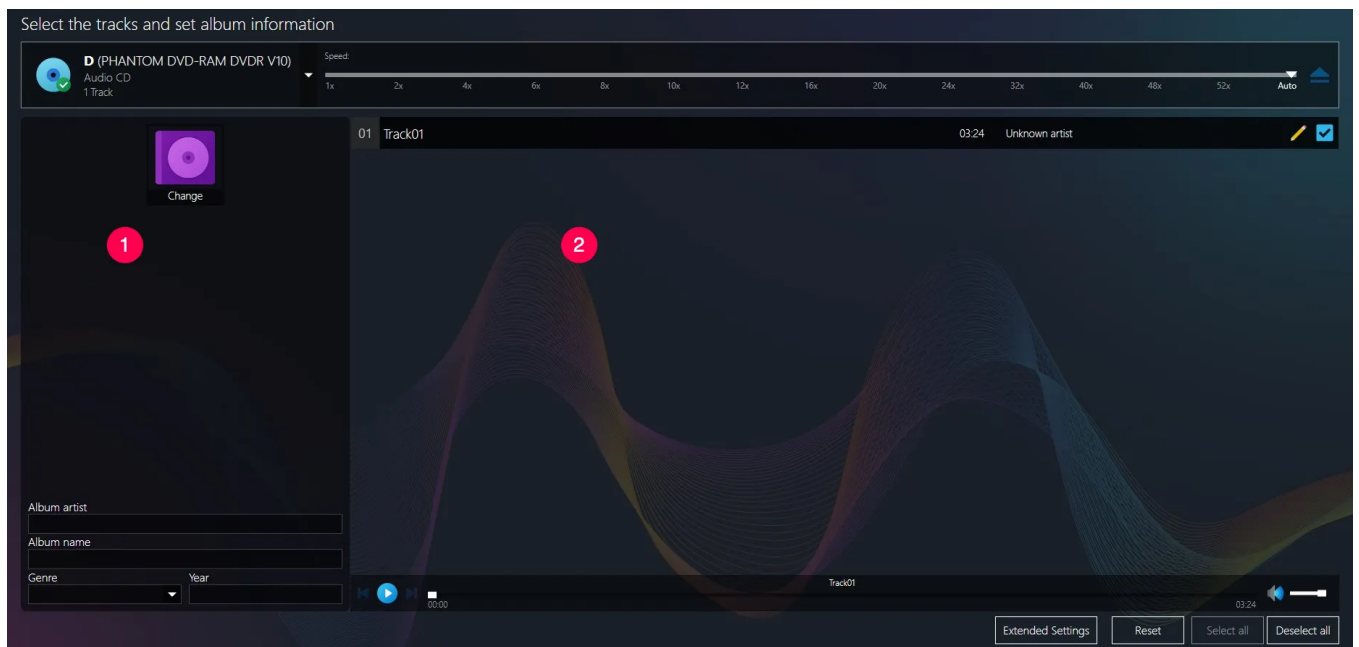 Select the tracks and set album information
D (PHANTOM DVD-RAM DVDR V10)
Audio CD
1 Track
Speed:
1x 2x 4x 6x 8x 10x 12x 16x 20x 24x 32x 40x 48x 52x Auto
Change
01 Track01 03:24 Unknown artist
1
2
Album artist
Album name
Genre Year
Track01
00:00 03:24
Extended Settings Reset Select all Deselect all